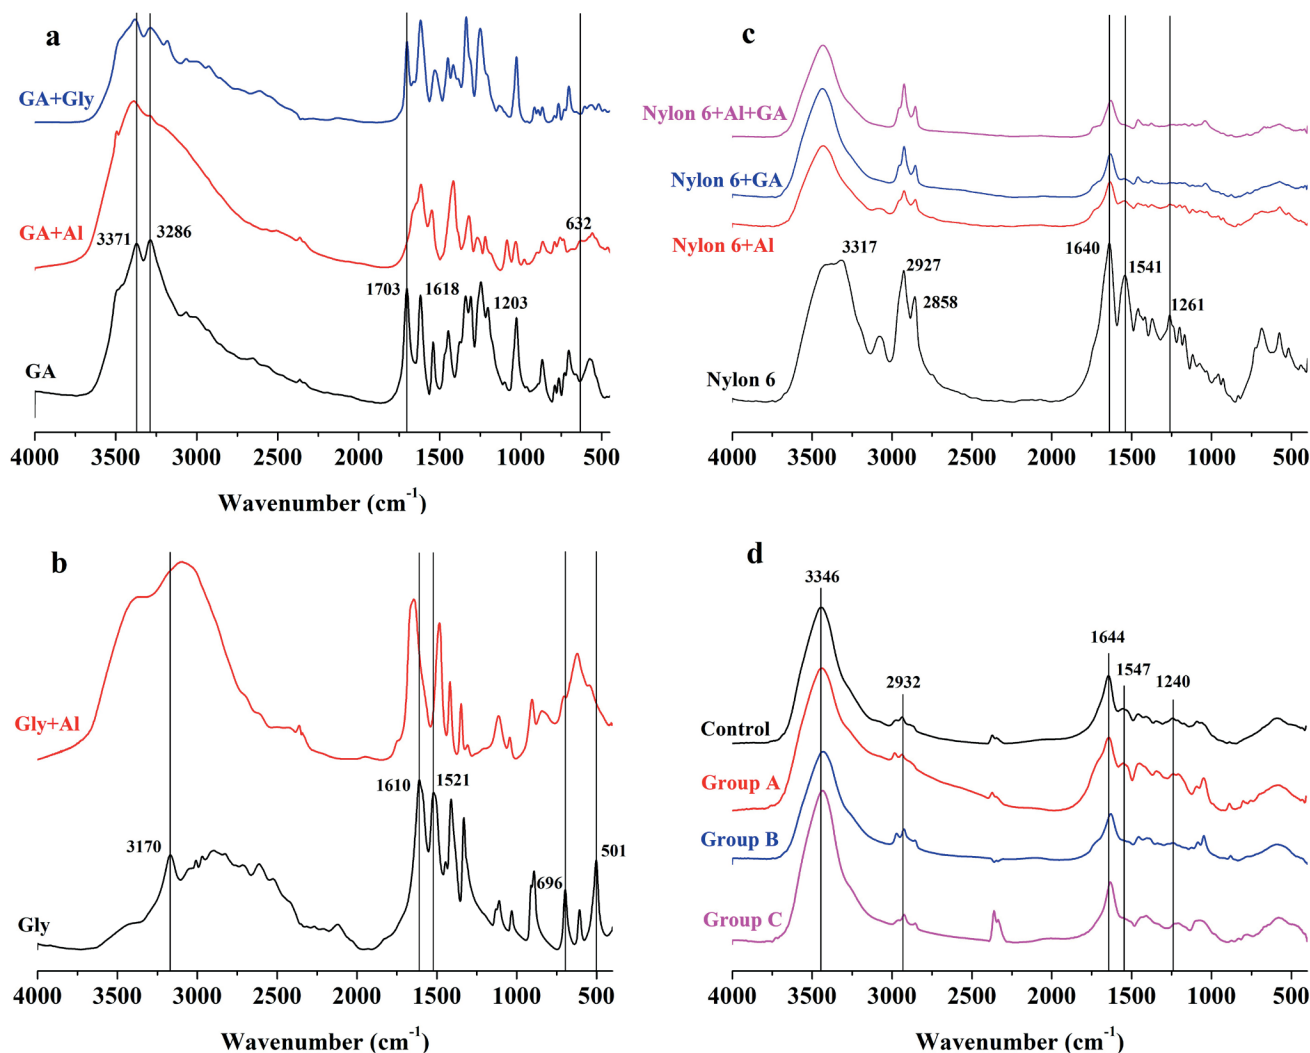 a
GA+Gly
GA+Al
GA
3371
3286
1703
1618
1203
632
4000 3500 3000 2500 2000 1500 1000 500
Wavenumber (cm-1)
c
Nylon 6+Al+GA
Nylon 6+GA
Nylon 6+Al
Nylon 6
3317
2927
2858
1640
1541
1261
4000 3500 3000 2500 2000 1500 1000 500
Wavenumber (cm-1)
b
Gly+Al
Gly
3170
1610
1521
696
501
4000 3500 3000 2500 2000 1500 1000 500
Wavenumber (cm-1)
d
3346
2932
1644
1547
1240
Control
Group A
Group B
Group C
4000 3500 3000 2500 2000 1500 1000 500
Wavenumber (cm-1)